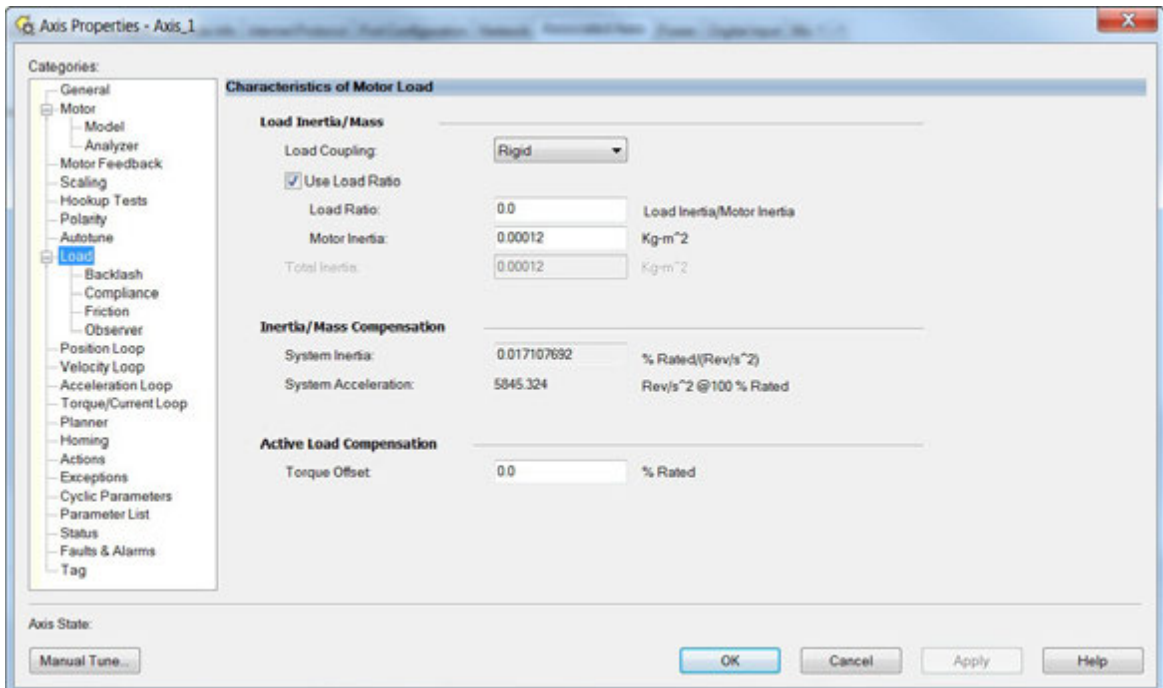 Axis Properties - Axis_1
Categories:
General
Motor
Model
Analyzer
Motor Feedback
Scaling
Hookup Tests
Polarity
Autotune
Load
Backlash
Compliance
Friction
Observer
Position Loop
Velocity Loop
Acceleration Loop
Torque/Current Loop
Planner
Homing
Actions
Exceptions
Cyclic Parameters
Parameter List
Status
Faults & Alarms
Tag
Characteristics of Motor Load
Load Inertia/Mass
Load Coupling: Rigid
Use Load Ratio
Load Ratio: 0.0 Load Inertia/Motor Inertia
Motor Inertia: 0.00012 Kg-m^2
Total Inertia: 0.00012 Kg-m^2
Inertia/Mass Compensation
System Inertia: 0.017107692 % Rated/(Rev/s^2)
System Acceleration: 5845.324 Rev/s^2 @100 % Rated
Active Load Compensation
Torque Offset: 0.0 % Rated
Axis State:
Manual Tune... OK Cancel Apply Help